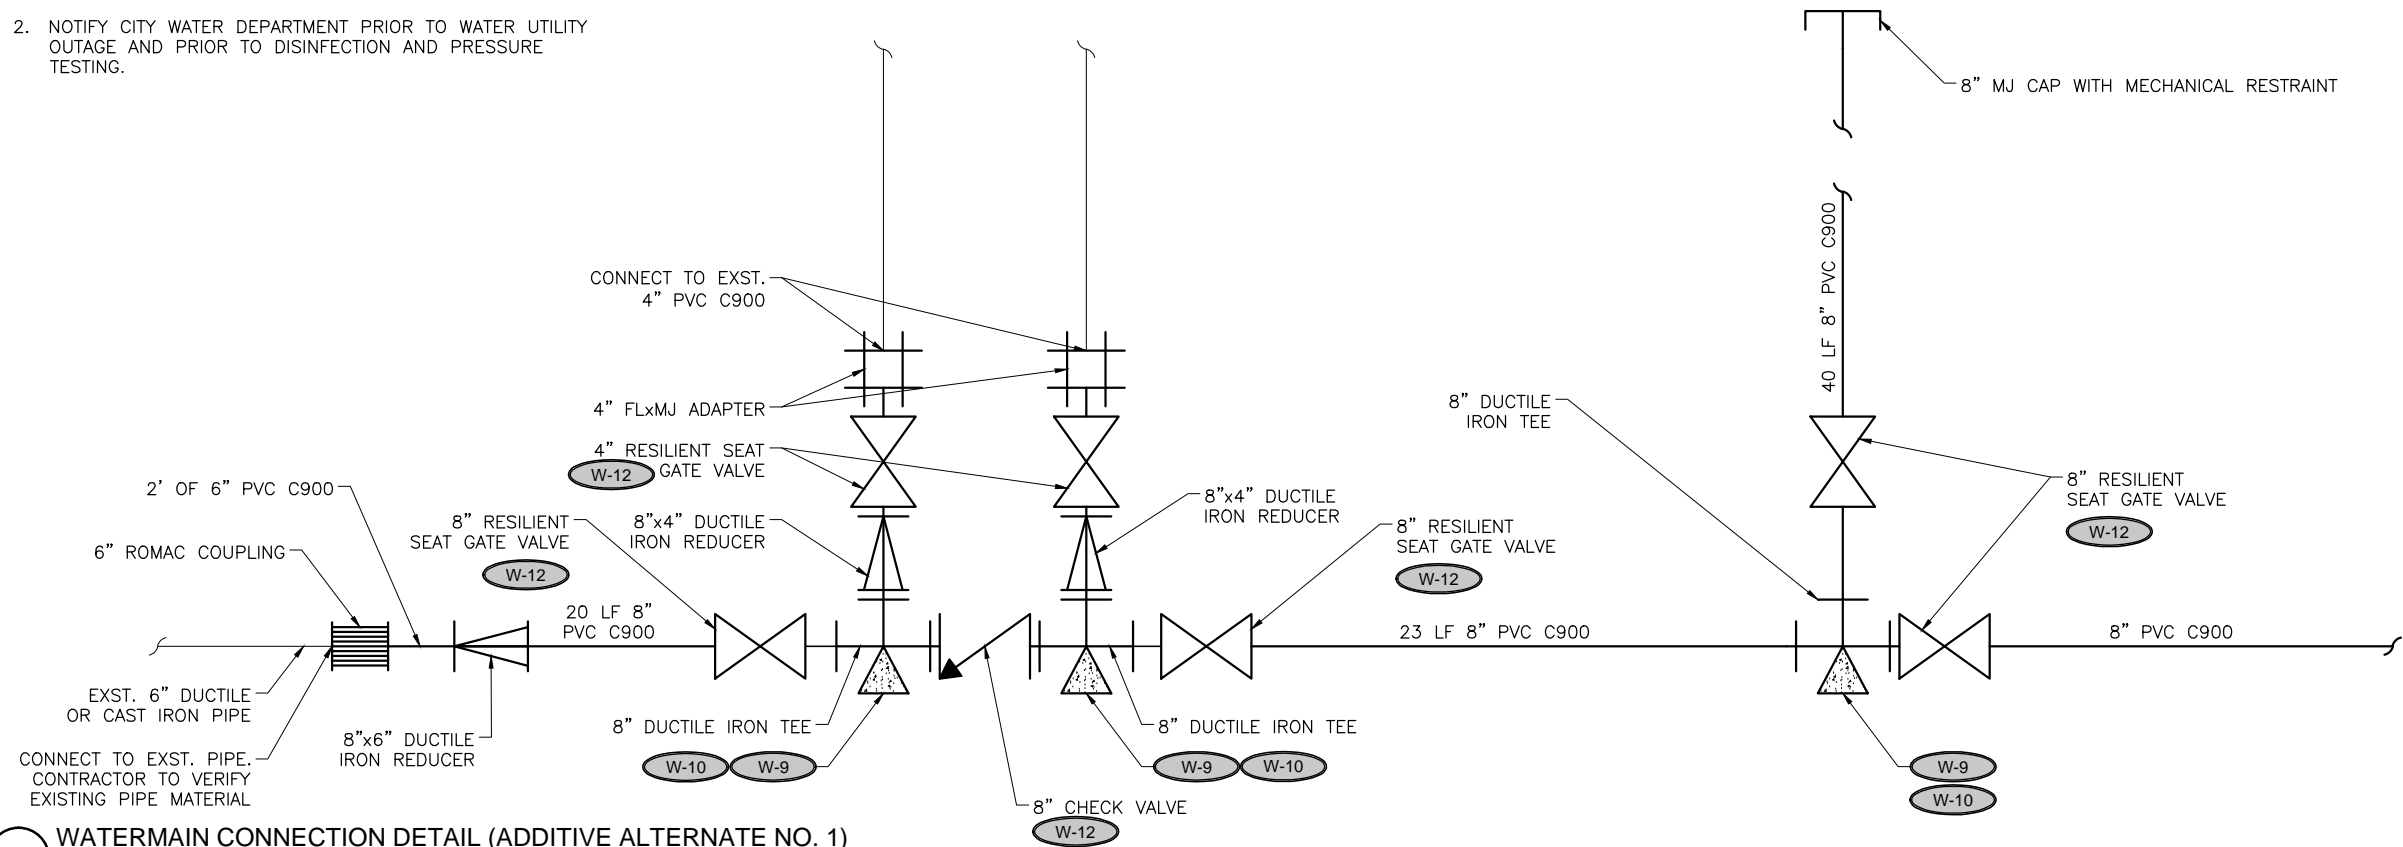 2. NOTIFY CITY WATER DEPARTMENT PRIOR TO WATER UTILITY
OUTAGE AND PRIOR TO DISINFECTION AND PRESSURE
TESTING.
8" MJ CAP WITH MECHANICAL RESTRAINT
40 LF 8" PVC C900
CONNECT TO EXST.
4" PVC C900
4" FLxMJ ADAPTER
4" RESILIENT SEAT
GATE VALVE
W-12
8" DUCTILE
IRON TEE
8" RESILIENT
SEAT GATE VALVE
W-12
2' OF 6" PVC C900
6" ROMAC COUPLING
8" RESILIENT
SEAT GATE VALVE
W-12
8"x4" DUCTILE
IRON REDUCER
8"x4" DUCTILE
IRON REDUCER
8" RESILIENT
SEAT GATE VALVE
W-12
20 LF 8"
PVC C900
23 LF 8" PVC C900
8" PVC C900
EXST. 6" DUCTILE
OR CAST IRON PIPE
CONNECT TO EXST. PIPE.
CONTRACTOR TO VERIFY
EXISTING PIPE MATERIAL
8"x6" DUCTILE
IRON REDUCER
8" DUCTILE IRON TEE
W-10 W-9
8" DUCTILE IRON TEE
W-9 W-10
W-9
W-10
8" CHECK VALVE
W-12
WATERMAIN CONNECTION DETAIL (ADDITIVE ALTERNATE NO. 1)